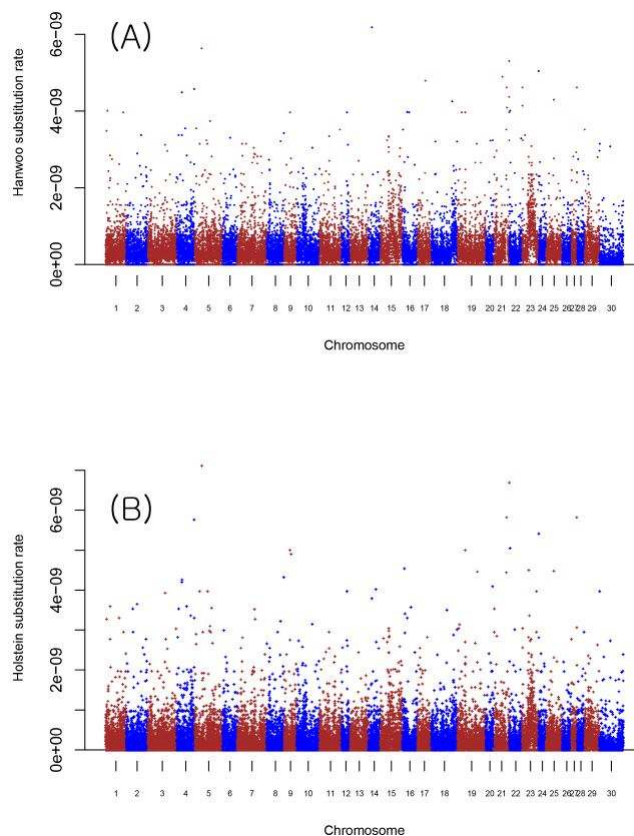 (A)
Hanwoo substitution rate
6e-09
4e-09
2e-09
0e+00
1 2 3 4 5 6 7 8 9 10 11 12 13 14 15 16 17 18 19 20 21 22 23 24 25 26 27 28 29 30
Chromosome
(B)
Holstein substitution rate
6e-09
4e-09
2e-09
0e+00
1 2 3 4 5 6 7 8 9 10 11 12 13 14 15 16 17 18 19 20 21 22 23 24 25 26 27 28 29 30
Chromosome